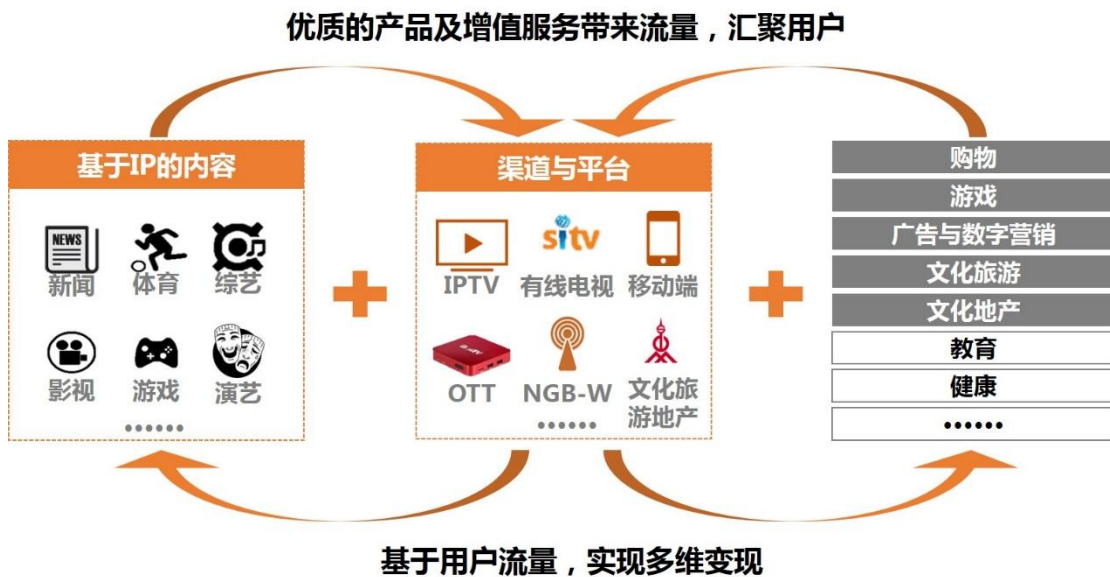 优质的产品及增值服务带来流量，汇聚用户
基于IP的内容
NEWS
新闻 体育 综艺
影视 游戏 演艺
……
渠道与平台
sitv
IPTV 有线电视 移动端
OTT NGB-W 文化旅
游地产
……
购物
游戏
广告与数字营销
文化旅游
文化地产
教育
健康
……
基于用户流量，实现多维变现